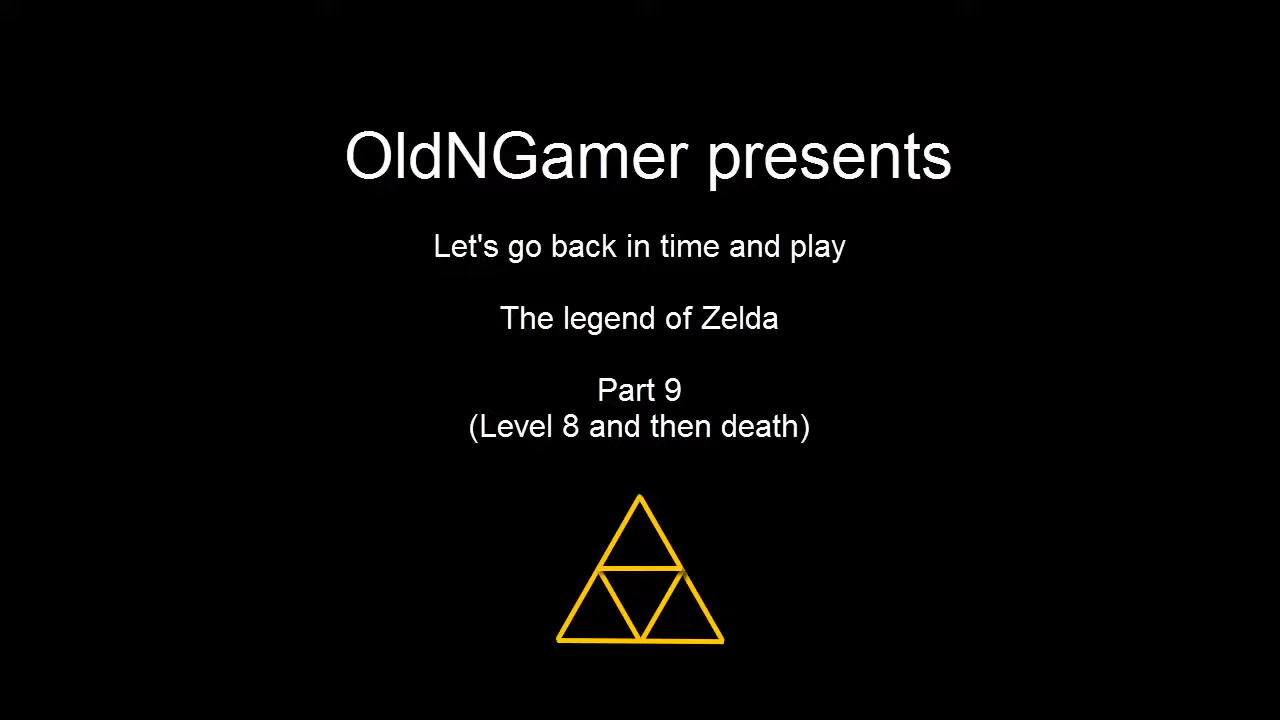 OldNGamer presents
Let's go back in time and play
The legend of Zelda
Part 9
(Level 8 and then death)